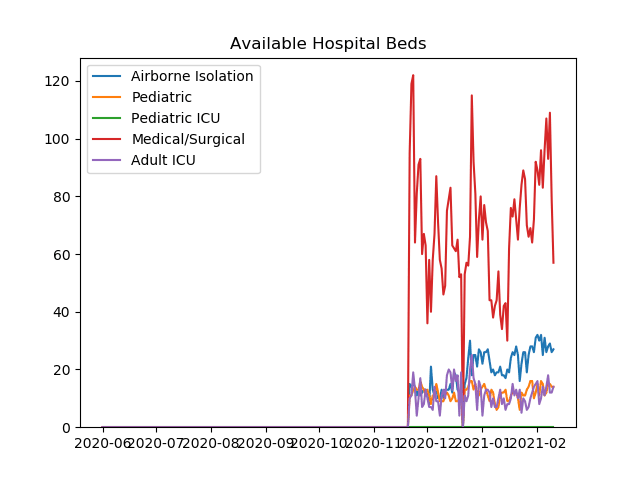 Available Hospital Beds
Airborne Isolation
Pediatric
Pediatric ICU
Medical/Surgical
Adult ICU
120
100
80
60
40
20
0
2020-06 2020-07 2020-08 2020-09 2020-10 2020-11 2020-12 2021-01 2021-02